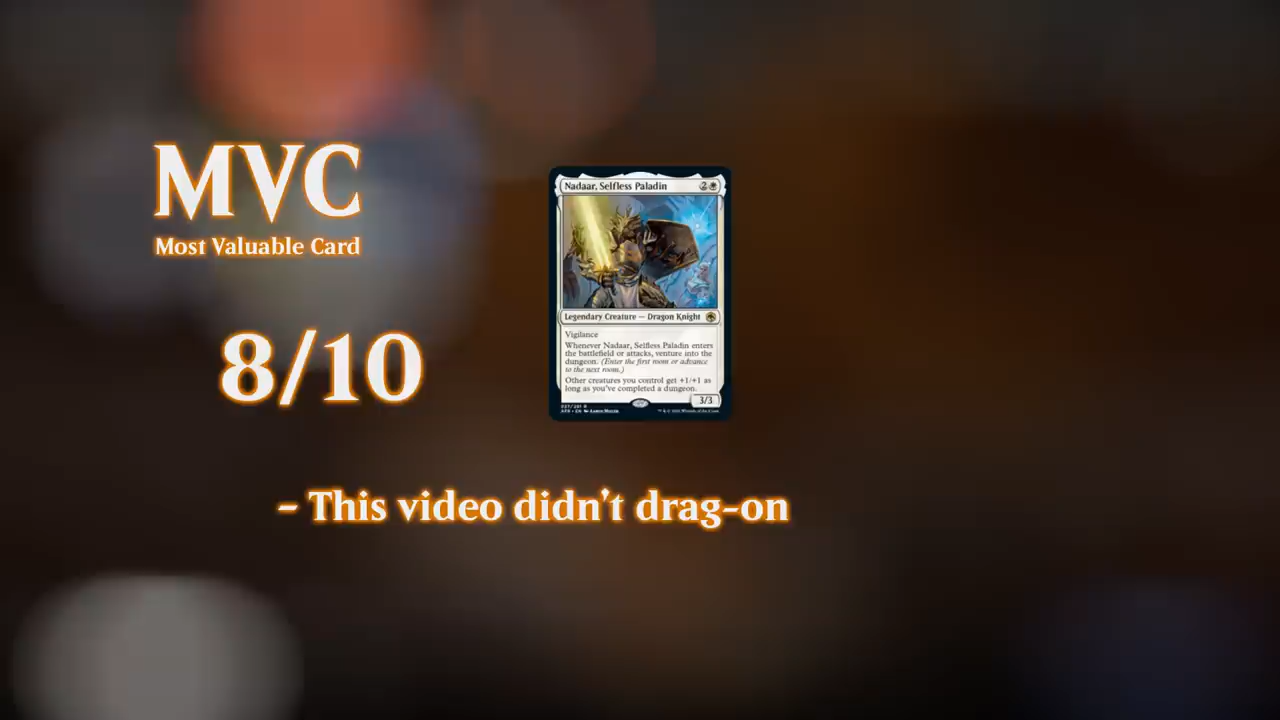 MVC
Most Valuable Card
8/10
- This video didn't drag-on
Nadaar, Selfless Paladin
2
Legendary Creature — Dragon Knight
Vigilance
Whenever Nadaar, Selfless Paladin enters
the battlefield or attacks, venture into the
dungeon. (Enter the first room or advance
to the next room.)
Other creatures you control get +1/+1 as
long as you've completed a dungeon.
3/3